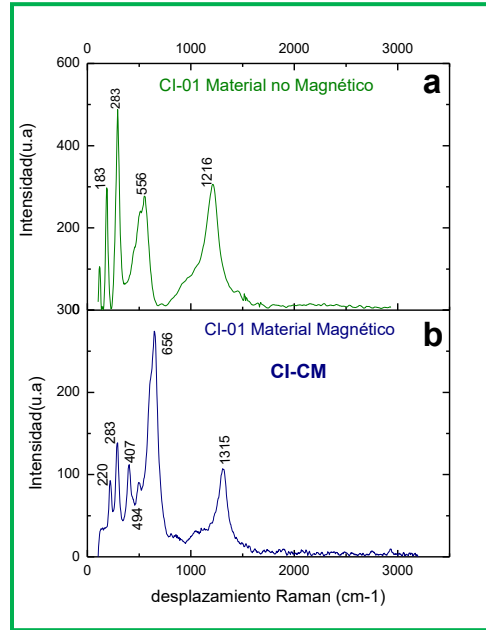 0 1000 2000 3000
600
a
CI-01 Material no Magnético
283
183
556
1216
400
200
Intensidad(u.a)
300
b
CI-01 Material Magnético
CI-CM
656
283
407
220
494
1315
200
100
0
Intensidad(u.a)
0 1000 2000 3000
desplazamiento Raman (cm-1)